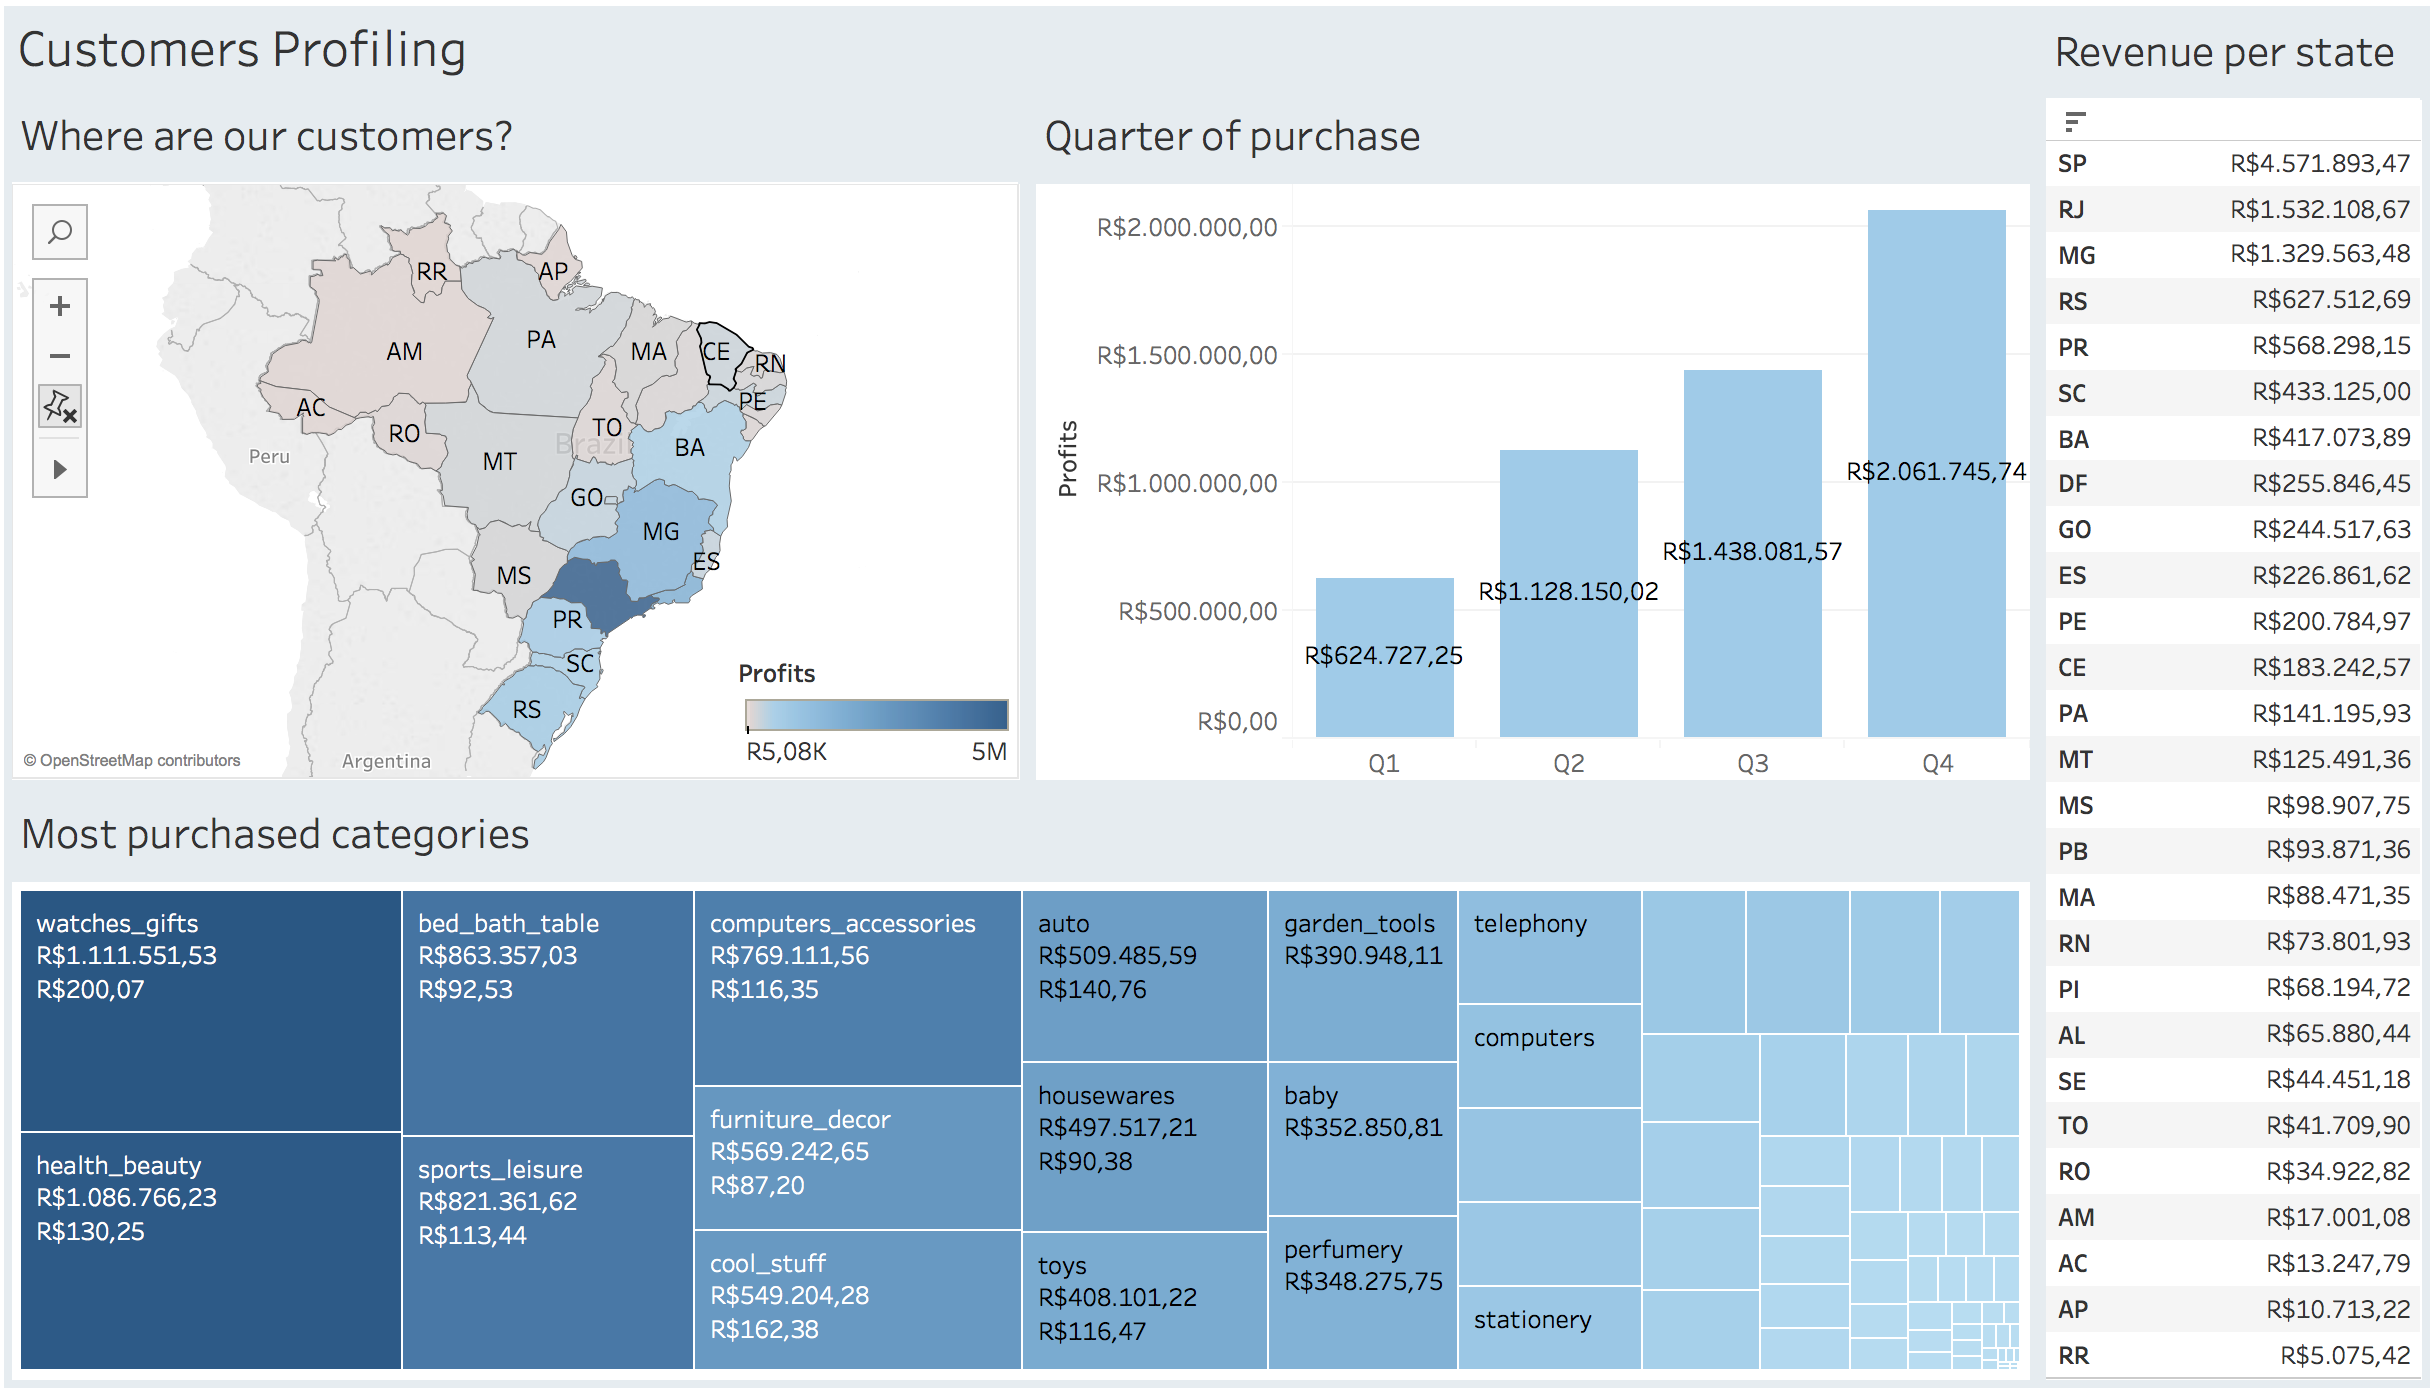 Customers Profiling
Where are our customers?
RR
AP
AM
PA
MA
CE
RN
AC
PE
RO
TO
Brazil
BA
Peru
MT
GO
MG
ES
MS
PR
SC
RS
Argentina
Profits
R5,08K
5M
© OpenStreetMap contributors
Quarter of purchase
Profits
R$2.000.000,00
R$1.500.000,00
R$1.000.000,00
R$500.000,00
R$0,00
R$624.727,25
R$1.128.150,02
R$1.438.081,57
R$2.061.745,74
Q1
Q2
Q3
Q4
Most purchased categories
watches_gifts
R$1.111.551,53
R$200,07
health_beauty
R$1.086.766,23
R$130,25
bed_bath_table
R$863.357,03
R$92,53
sports_leisure
R$821.361,62
R$113,44
computers_accessories
R$769.111,56
R$116,35
furniture_decor
R$569.242,65
R$87,20
cool_stuff
R$549.204,28
R$162,38
auto
R$509.485,59
R$140,76
housewares
R$497.517,21
R$90,38
toys
R$408.101,22
R$116,47
garden_tools
R$390.948,11
baby
R$352.850,81
perfumery
R$348.275,75
telephony
computers
stationery
Revenue per state
SP R$4.571.893,47
RJ R$1.532.108,67
MG R$1.329.563,48
RS R$627.512,69
PR R$568.298,15
SC R$433.125,00
BA R$417.073,89
DF R$255.846,45
GO R$244.517,63
ES R$226.861,62
PE R$200.784,97
CE R$183.242,57
PA R$141.195,93
MT R$125.491,36
MS R$98.907,75
PB R$93.871,36
MA R$88.471,35
RN R$73.801,93
PI R$68.194,72
AL R$65.880,44
SE R$44.451,18
TO R$41.709,90
RO R$34.922,82
AM R$17.001,08
AC R$13.247,79
AP R$10.713,22
RR R$5.075,42